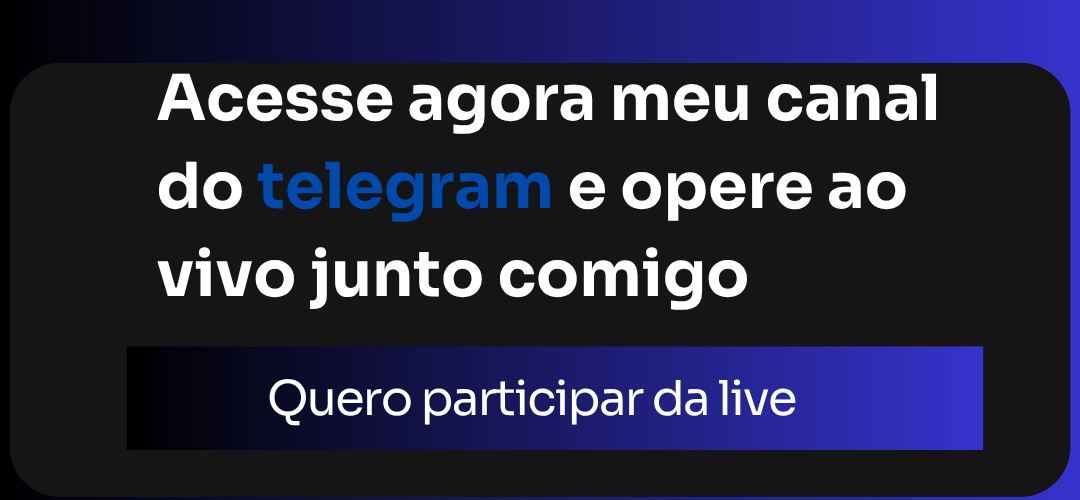 Acesse agora meu canal
do telegram e opere ao
vivo junto comigo
Quero participar da live